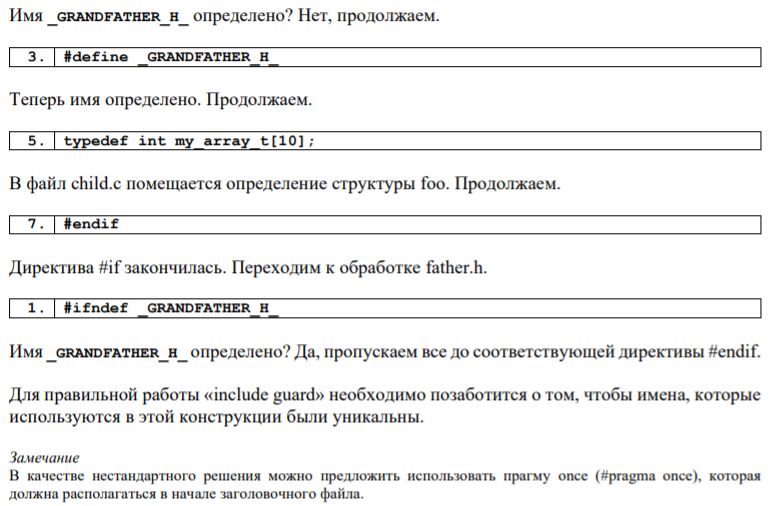 Имя _GRANDFATHER_H_ определено? Нет, продолжаем.
3. #define _GRANDFATHER_H_
Теперь имя определено. Продолжаем.
5. typedef int my_array_t[10];
В файл child.c помещается определение структуры foo. Продолжаем.
7. #endif
Директива #if закончилась. Переходим к обработке father.h.
1. #ifndef _GRANDFATHER_H_
Имя _GRANDFATHER_H_ определено? Да, пропускаем все до соответствующей директивы #endif.
Для правильной работы «include guard» необходимо позаботится о том, чтобы имена, которые
используются в этой конструкции были уникальны.
Замечание
В качестве нестандартного решения можно предложить использовать прагму once (#pragma once), которая
должна располагаться в начале заголовочного файла.